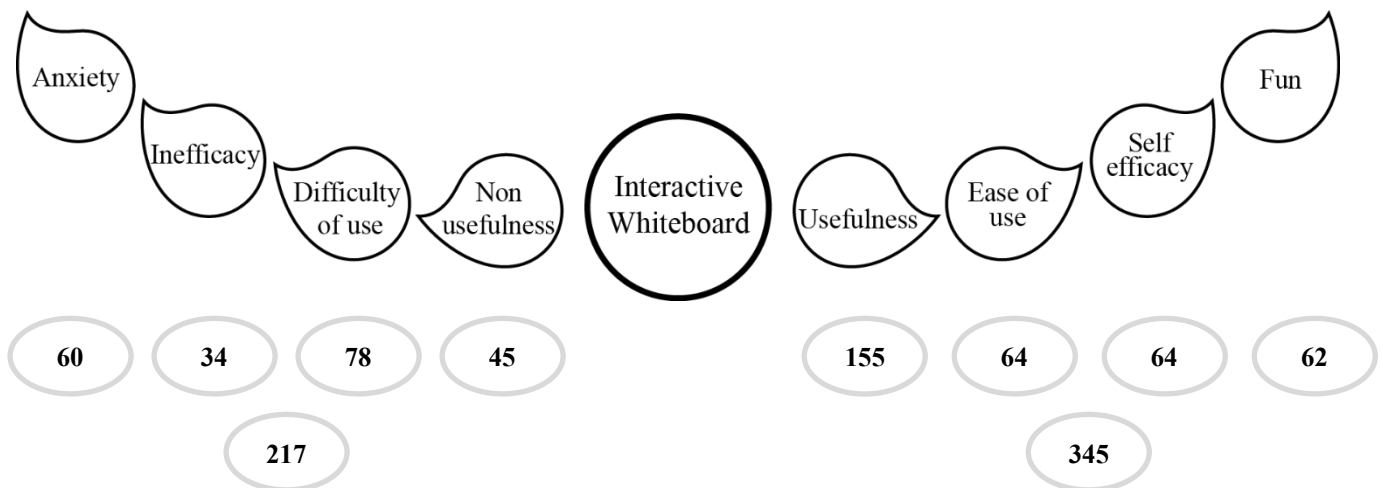 Anxiety
Inefficacy
Difficulty
of use
Non
usefulness
Interactive
Whiteboard
Usefulness
Ease of
use
Self
efficacy
Fun
60
34
78
45
155
64
64
62
217
345